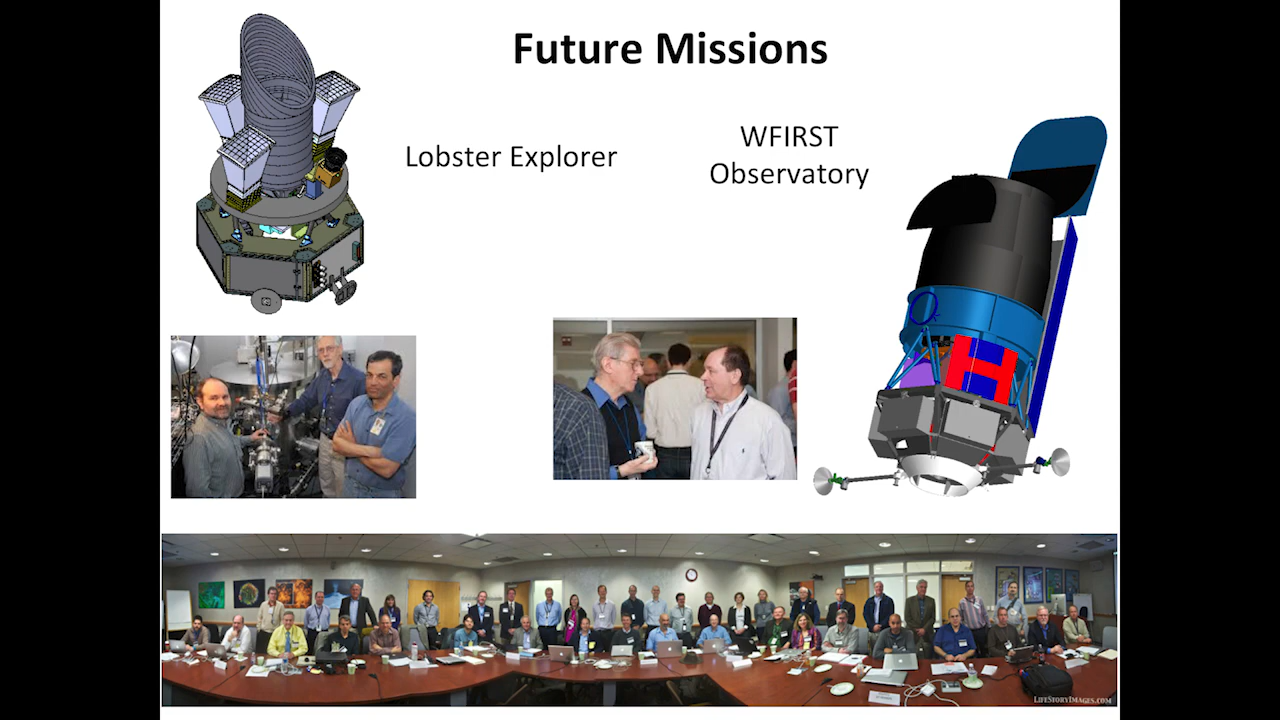 Future Missions
Lobster Explorer
WFIRST
Observatory
LifeStoryImages.com